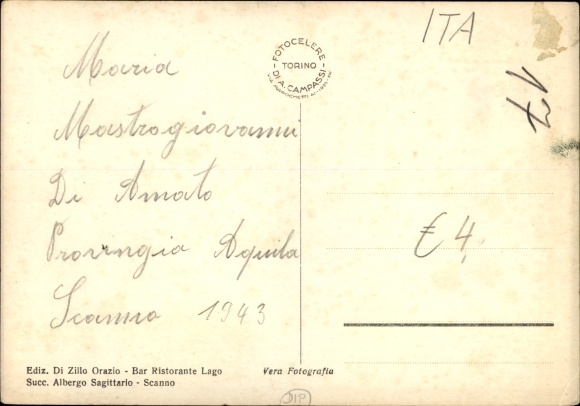 Maria
Mastrogiovanni
Di Amato
Provingia Aquila
Scanno 1943
Ediz. Di Zillo Orazio - Bar Ristorante Lago
Succ. Albergo Sagittario - Scanno
FOTOCELERE
TORINO
DI A. CAMPASSI
Vera Fotografia
ITA
17
€ 4